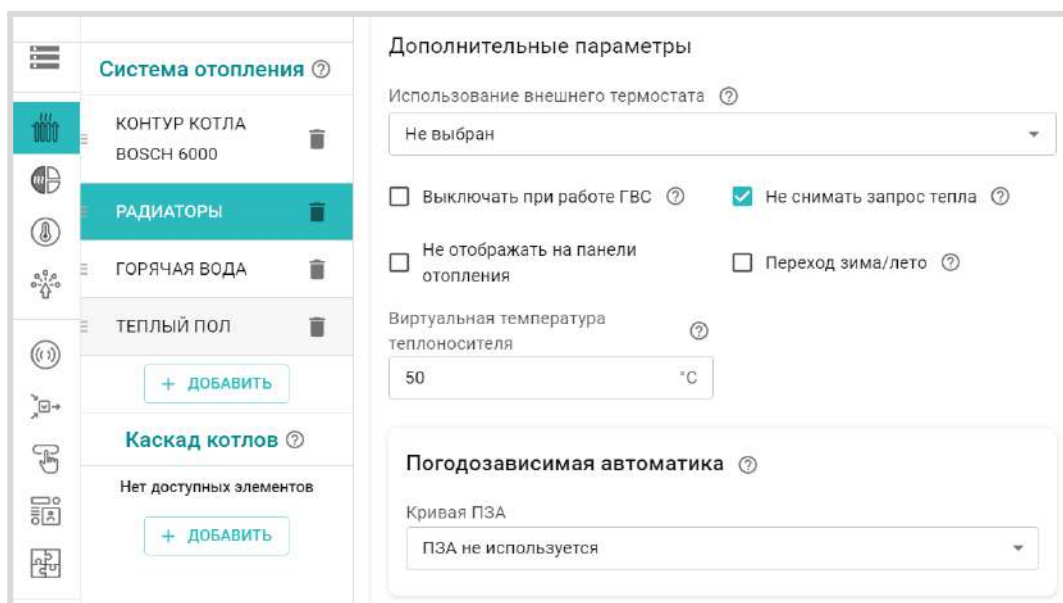 Система отопления
КОНТУР КОТЛА
BOSCH 6000
РАДИАТОРЫ
ГОРЯЧАЯ ВОДА
ТЕПЛЫЙ ПОЛ
+ ДОБАВИТЬ
Каскад котлов
Нет доступных элементов
+ ДОБАВИТЬ
Дополнительные параметры
Использование внешнего термостата
Не выбран
Выключать при работе ГВС
Не снимать запрос тепла
Не отображать на панели
отопления
Переход зима/лето
Виртуальная температура
теплоносителя
50 °C
Погодозависимая автоматика
Кривая ПЗА
ПЗА не используется